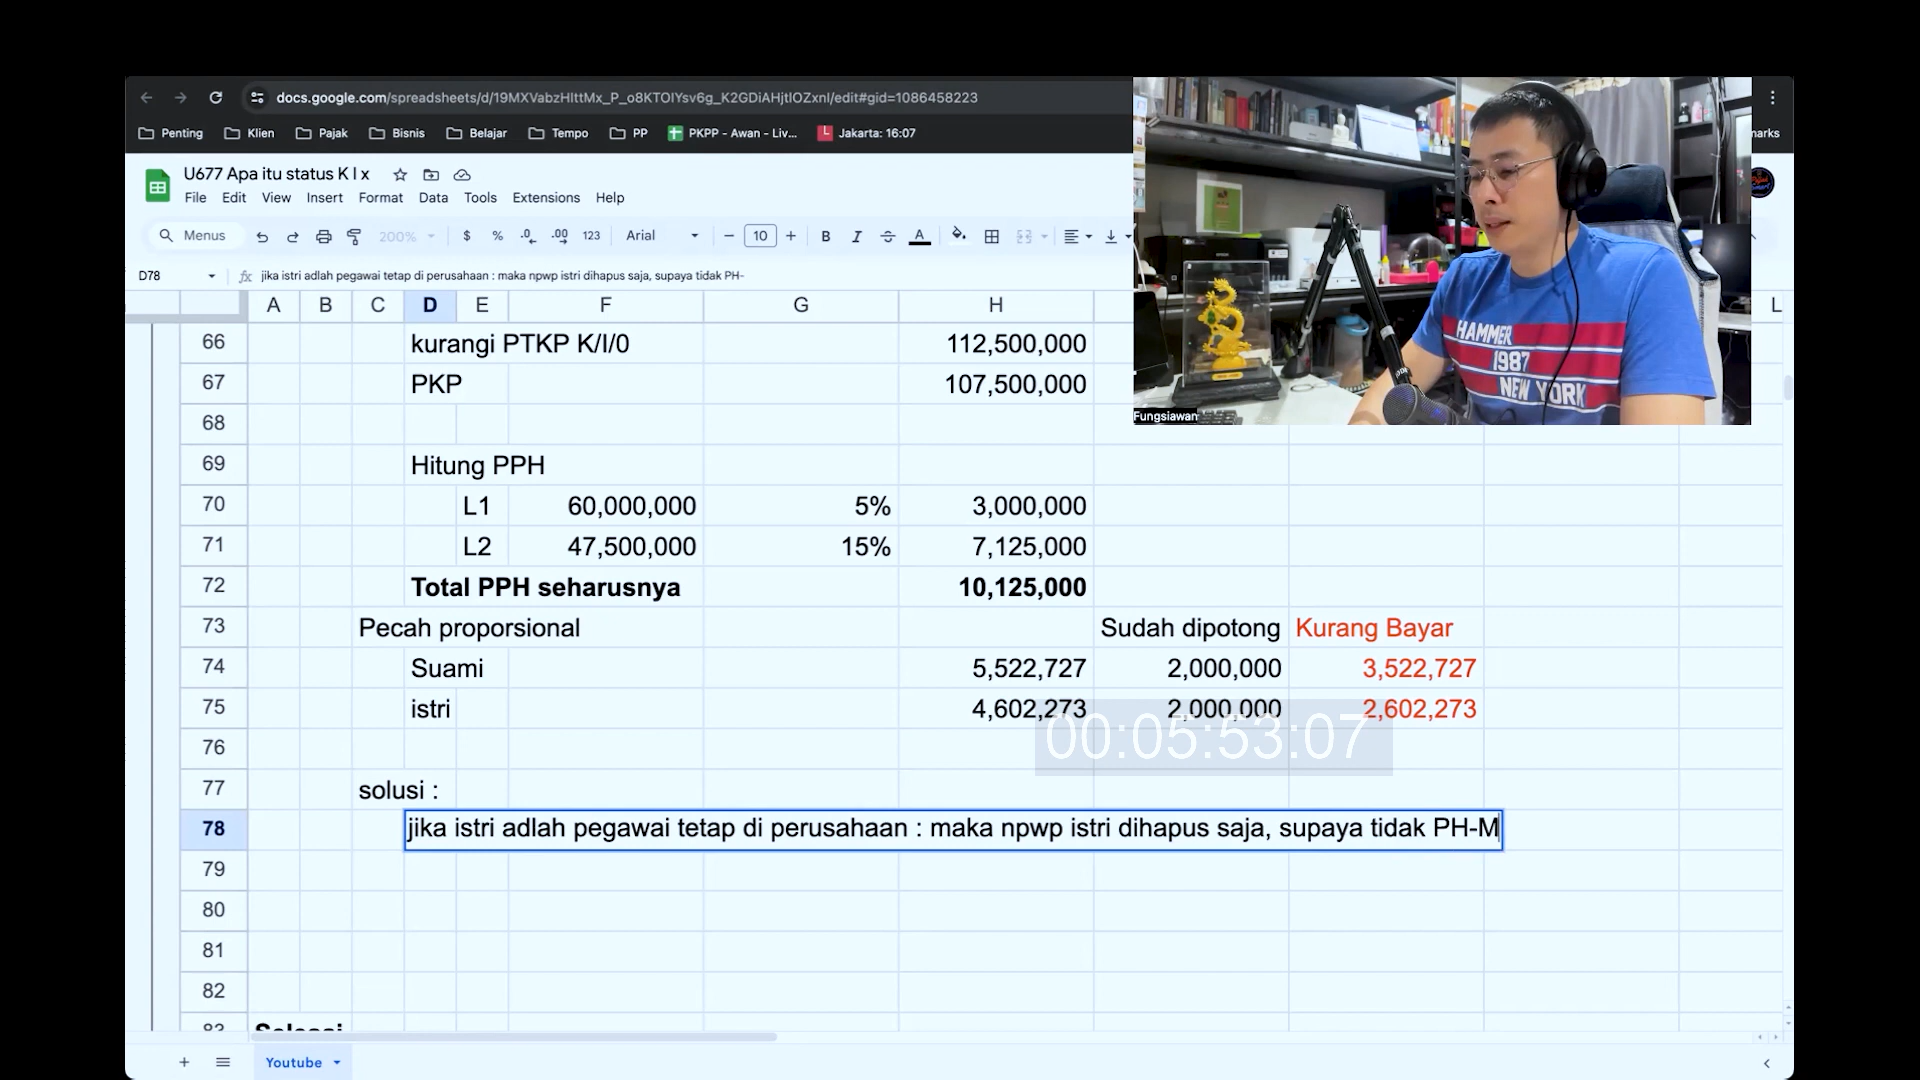 docs.google.com/spreadsheets/d/19MXVabzHIttMx_P_o8KTOIYsv6g_K2GDiAHjtlOZxnI/edit#gid=1086458223
Penting Klien Pajak Bisnis Belajar Tempo PP PKPP - Awan - Liv... Jakarta: 16:07
U677 Apa itu status K I x
File Edit View Insert Format Data Tools Extensions Help
Menus 200% $ % .0 .00 123 Arial 10 B I A
D78 fx jika istri adlah pegawai tetap di perusahaan : maka npwp istri dihapus saja, supaya tidak PH-
A B C D E F G H L
66 kurangi PTKP K/I/0 112,500,000
67 PKP 107,500,000
68
69 Hitung PPH
70 L1 60,000,000 5% 3,000,000
71 L2 47,500,000 15% 7,125,000
72 Total PPH seharusnya 10,125,000
73 Pecah proporsional Sudah dipotong Kurang Bayar
74 Suami 5,522,727 2,000,000 3,522,727
75 istri 4,602,273 2,000,000 2,602,273
00:05:53:07
76
77 solusi :
78 jika istri adlah pegawai tetap di perusahaan : maka npwp istri dihapus saja, supaya tidak PH-M
79
80
81
82
83 Selesai
Youtube
HAMMER
1987
NEW YORK
Fungsiawan